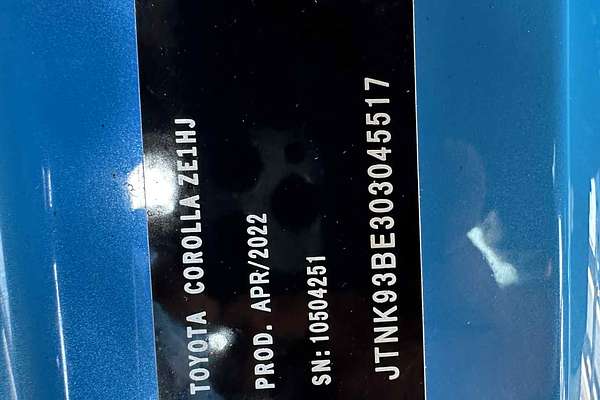 TOYOTA COROLLA ZE1HJ
PROD. APR/2022
SN:10504251
JTNK93BE303045517